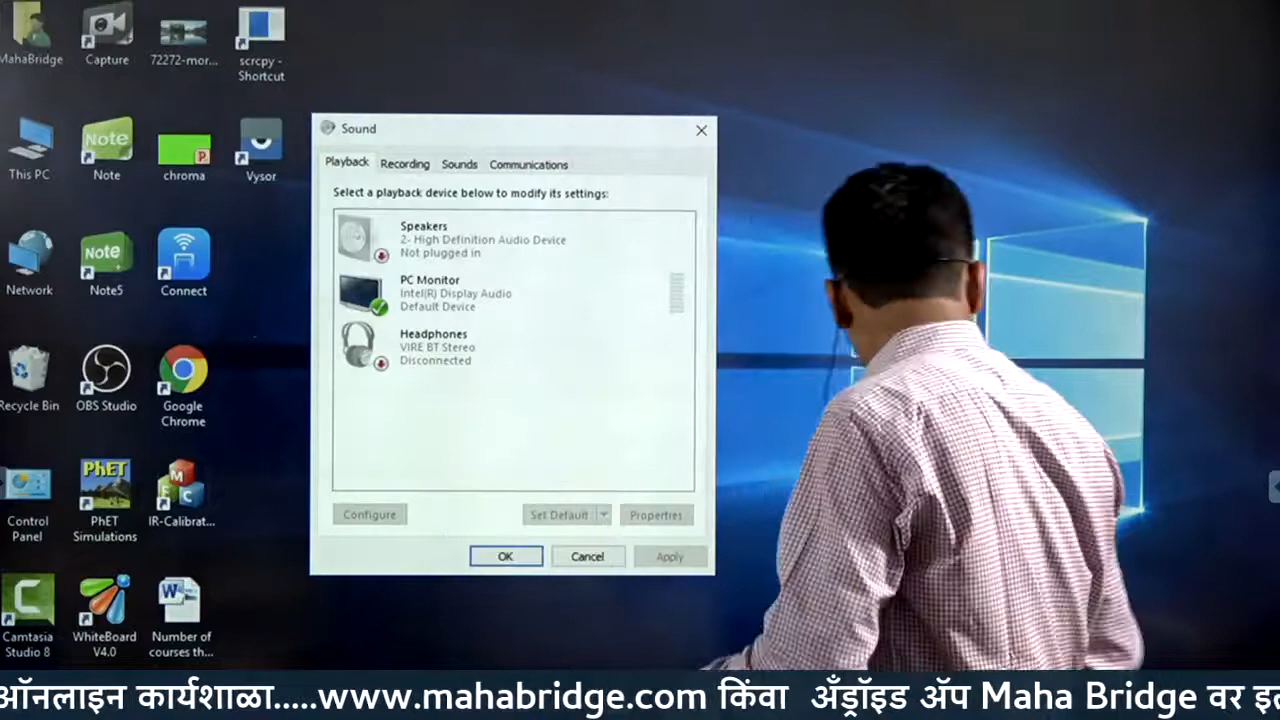 MahaBridge
Capture
72272-mor...
scrcpy -
Shortcut
This PC
Note
Note
chroma
Vysor
Network
Note
Note5
Connect
Recycle Bin
OBS Studio
Google
Chrome
Control
Panel
PhET
PhET
Simulations
M
E
C
IR-Calibrat...
Camtasia
Studio 8
WhiteBoard
V4.0
Number of
courses th...
Sound
Playback Recording Sounds Communications
Select a playback device below to modify its settings:
Speakers
2- High Definition Audio Device
Not plugged in
PC Monitor
Intel(R) Display Audio
Default Device
Headphones
VIRE BT Stereo
Disconnected
Configure Set Default Properties
OK Cancel Apply
ऑनलाइन कार्यशाळा.....www.mahabridge.com किंवा अँड्रॉइड ॲप Maha Bridge वर